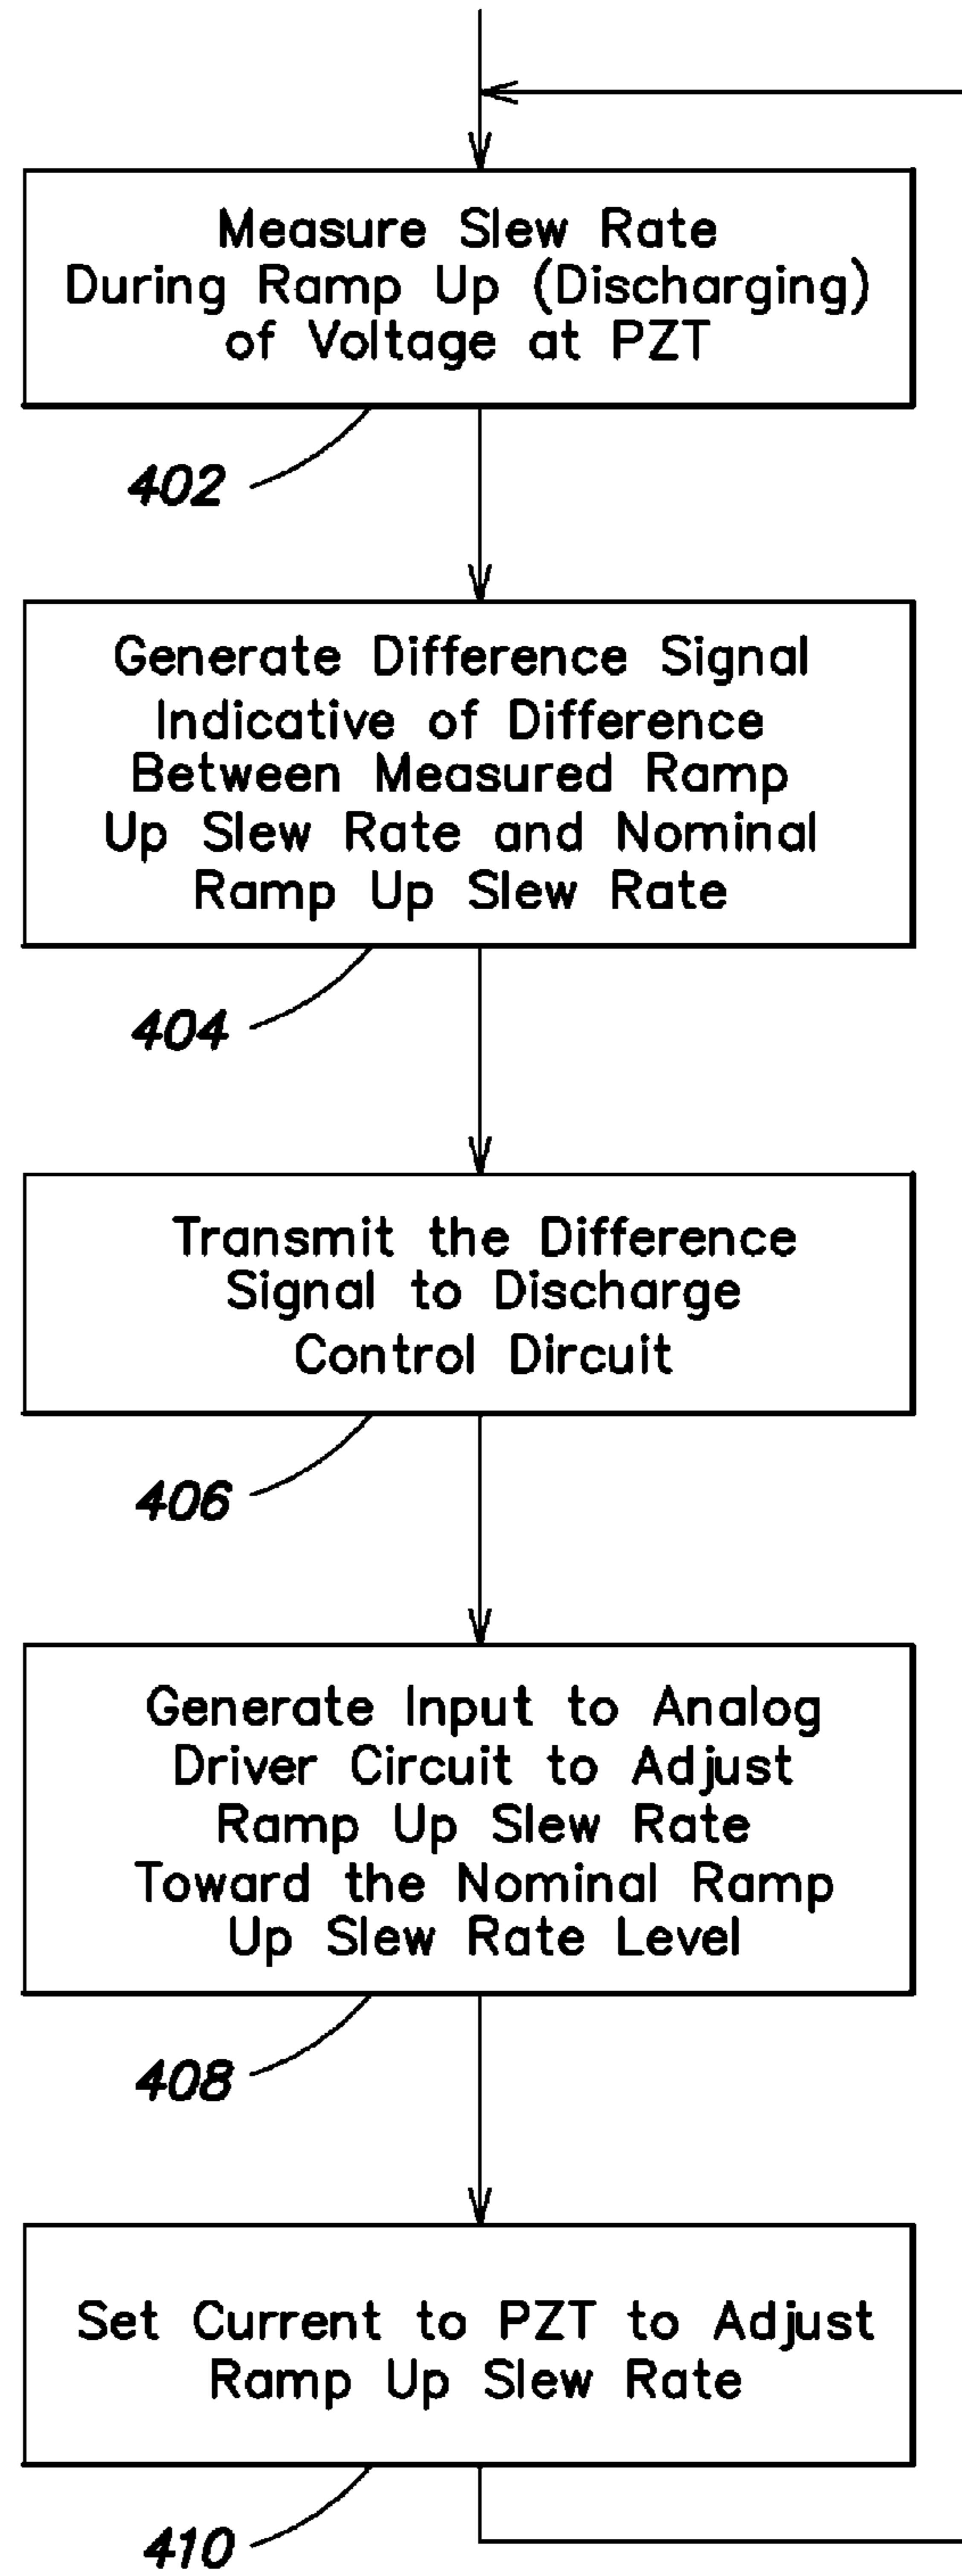 Measure Slew Rate
During Ramp Up (Discharging)
of Voltage at PZT
402
Generate Difference Signal
Indicative of Difference
Between Measured Ramp
Up Slew Rate and Nominal
Ramp Up Slew Rate
404
Transmit the Difference
Signal to Discharge
Control Dircuit
406
Generate Input to Analog
Driver Circuit to Adjust
Ramp Up Slew Rate
Toward the Nominal Ramp
Up Slew Rate Level
408
Set Current to PZT to Adjust
Ramp Up Slew Rate
410